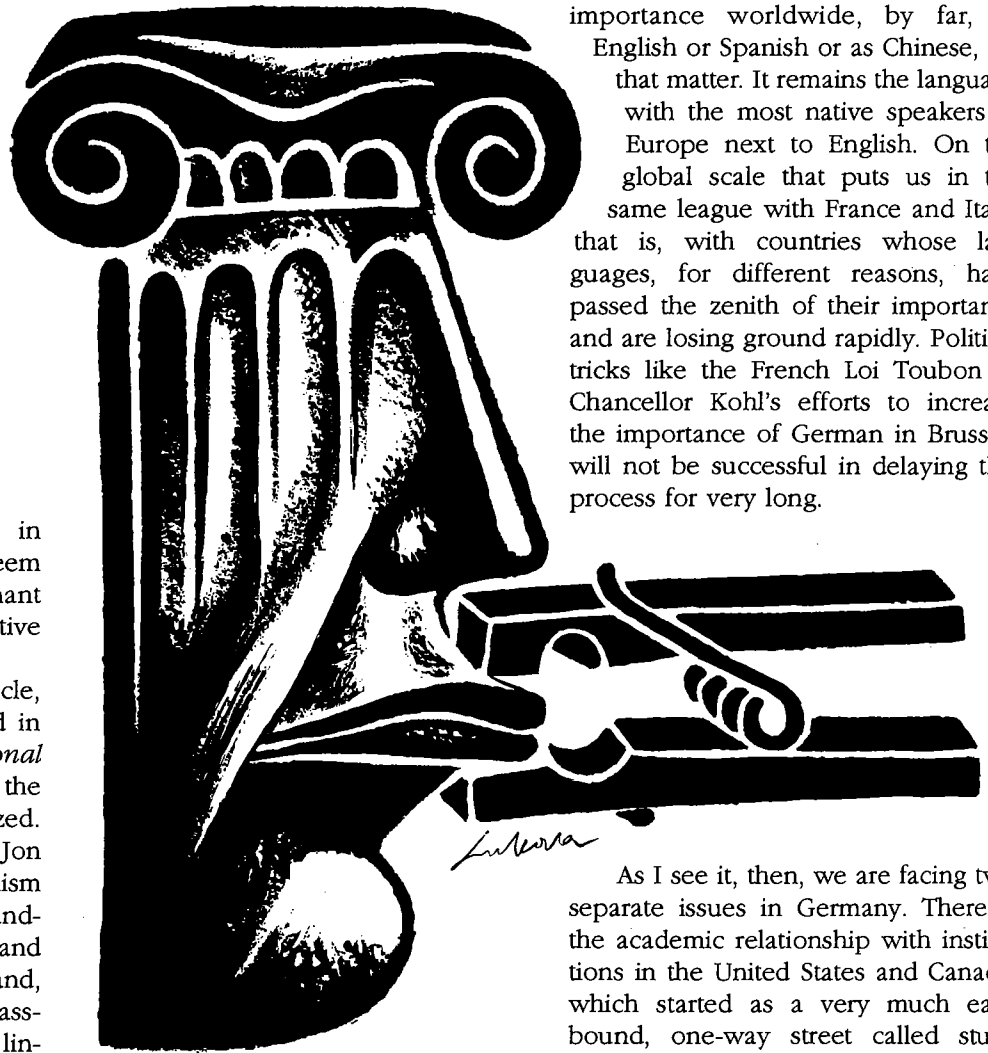 in
eem
nant
tive
cle,
d in
onal
the
zed.
Jon
ism
and-
and
and,
ass-
lin-
importance worldwide, by far,
English or Spanish or as Chinese,
that matter. It remains the langua
with the most native speakers
Europe next to English. On t
global scale that puts us in t
same league with France and Ita
that is, with countries whose la
guages, for different reasons, ha
passed the zenith of their importan
and are losing ground rapidly. Politi
tricks like the French Loi Toubon
Chancellor Kohl's efforts to increa
the importance of German in Bruss
will not be successful in delaying th
process for very long.
As I see it, then, we are facing tw
separate issues in Germany. There
the academic relationship with instit
tions in the United States and Canad
which started as a very much eas
bound, one-way street called stu